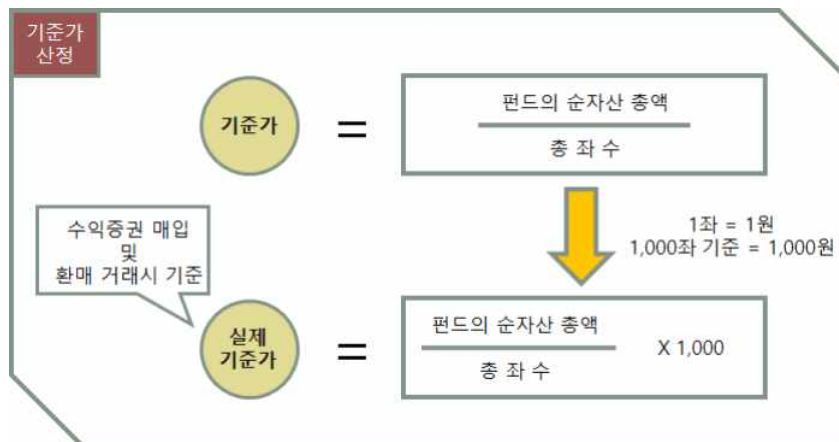 기준가
산정
기준가
=
펀드의 순자산 총액
총 좌 수
1좌 = 1원
1,000좌 기준 = 1,000원
수익증권 매입
및
환매 거래시 기준
실제
기준가
=
펀드의 순자산 총액
총 좌 수
X 1,000